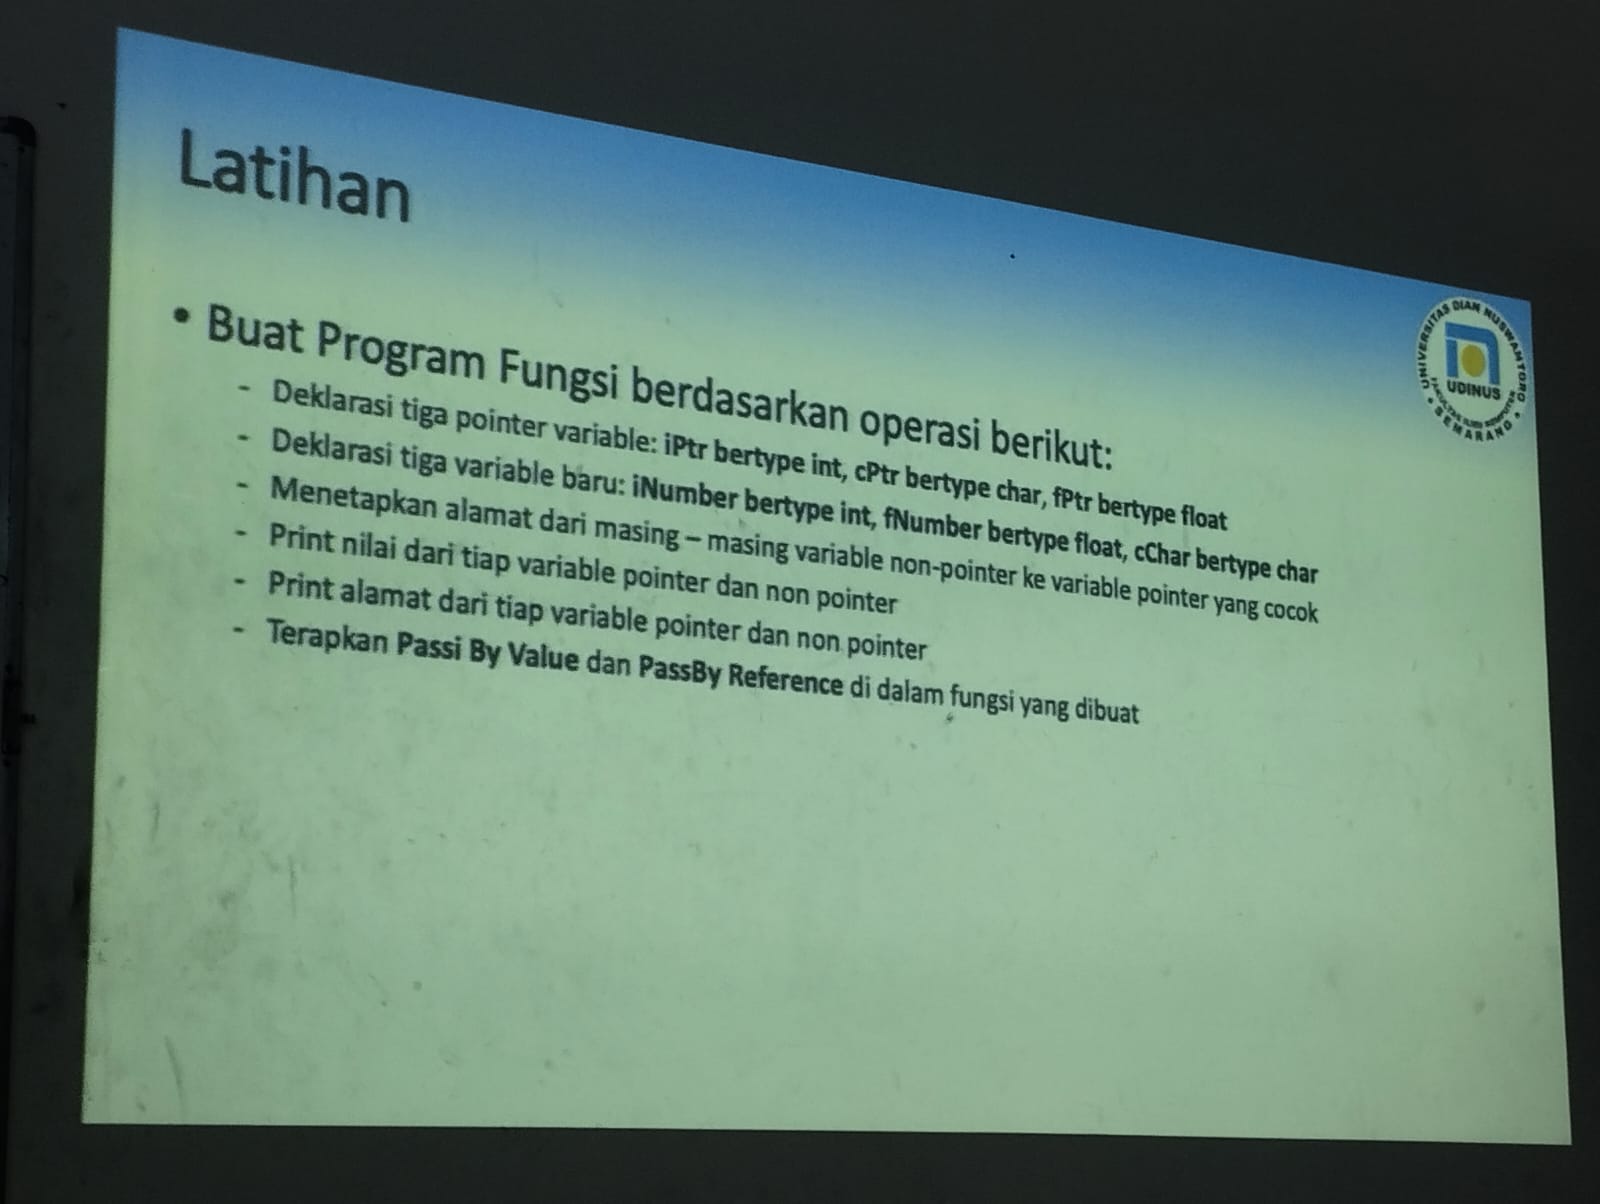 Latihan
• Buat Program Fungsi berdasarkan operasi berikut:
- Deklarasi tiga pointer variable: iPtr bertype int, cPtr bertype char, fPtr bertype float
- Deklarasi tiga variable baru: iNumber bertype int, fNumber bertype float, cChar bertype char
- Menetapkan alamat dari masing – masing variable non-pointer ke variable pointer yang cocok
- Print nilai dari tiap variable pointer dan non pointer
- Print alamat dari tiap variable pointer dan non pointer
- Terapkan Passi By Value dan PassBy Reference di dalam fungsi yang dibuat
UNIVERSITAS DIAN NUSWANTORO
UDINUS
FAKULTAS ILMU KOMPUTER
SEMARANG